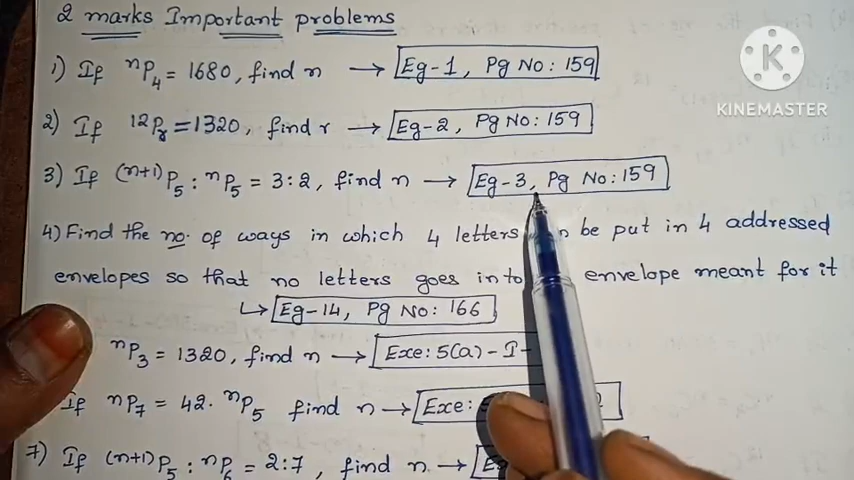 2 marks Important problems
K
KINEMASTER
1) If ⁿP₄ = 1680, find n → Eg-1, Pg No: 159
2) If ¹²Pᵣ = 1320, find r → Eg-2, Pg No: 159
3) If ⁽ⁿ⁺¹⁾P₅ : ⁿP₅ = 3:2, find n → Eg-3, Pg No: 159
4) Find the no. of ways in which 4 letters be put in 4 addressed
envelopes so that no letters goes into envelope meant for it
↳ Eg-14, Pg No: 166
ⁿP₃ = 1320, find n → Exe: 5(a)-I-
If ⁿP₇ = 42. ⁿP₅ find n → Exe:
7) If ⁽ⁿ⁺¹⁾P₅ : ⁿP₆ = 2:7, find n →